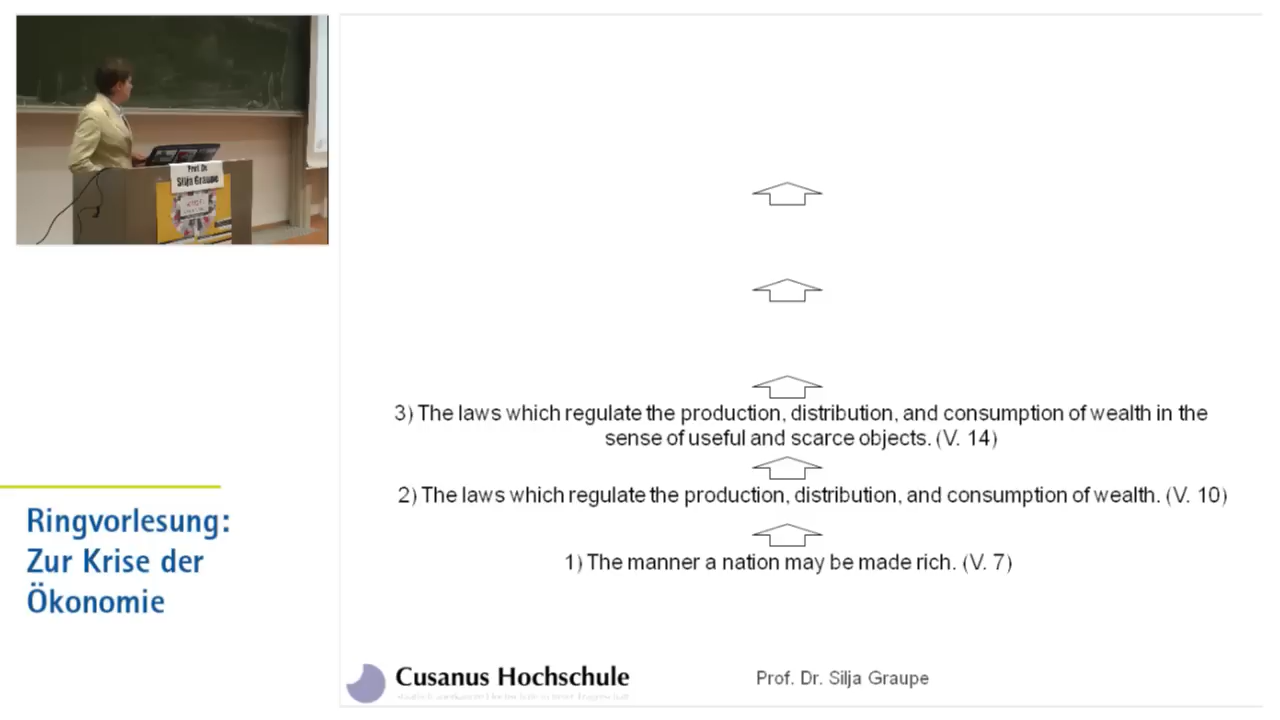 Prof. Dr.
Silja Graupe
3) The laws which regulate the production, distribution, and consumption of wealth in the
sense of useful and scarce objects. (V. 14)
2) The laws which regulate the production, distribution, and consumption of wealth. (V. 10)
1) The manner a nation may be made rich. (V. 7)
Ringvorlesung:
Zur Krise der
Ökonomie
Cusanus Hochschule
Prof. Dr. Silja Graupe